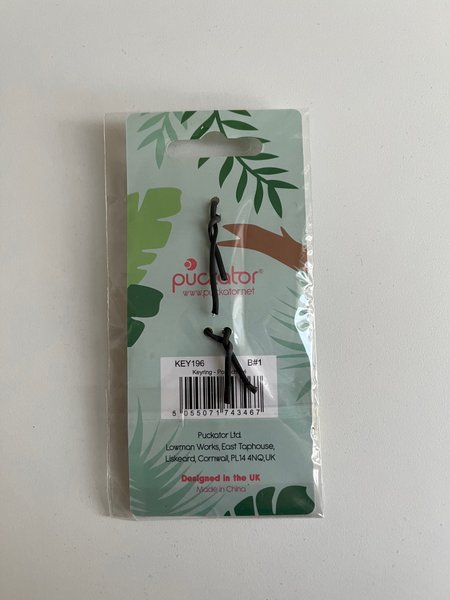 puckator®
www.puckator.net
KEY196 B#1
Keyring -
5 055071 743467
Puckator Ltd.
Lowman Works, East Taphouse,
Liskeard, Cornwall, PL14 4NQ,UK
Designed in the UK
Made in China